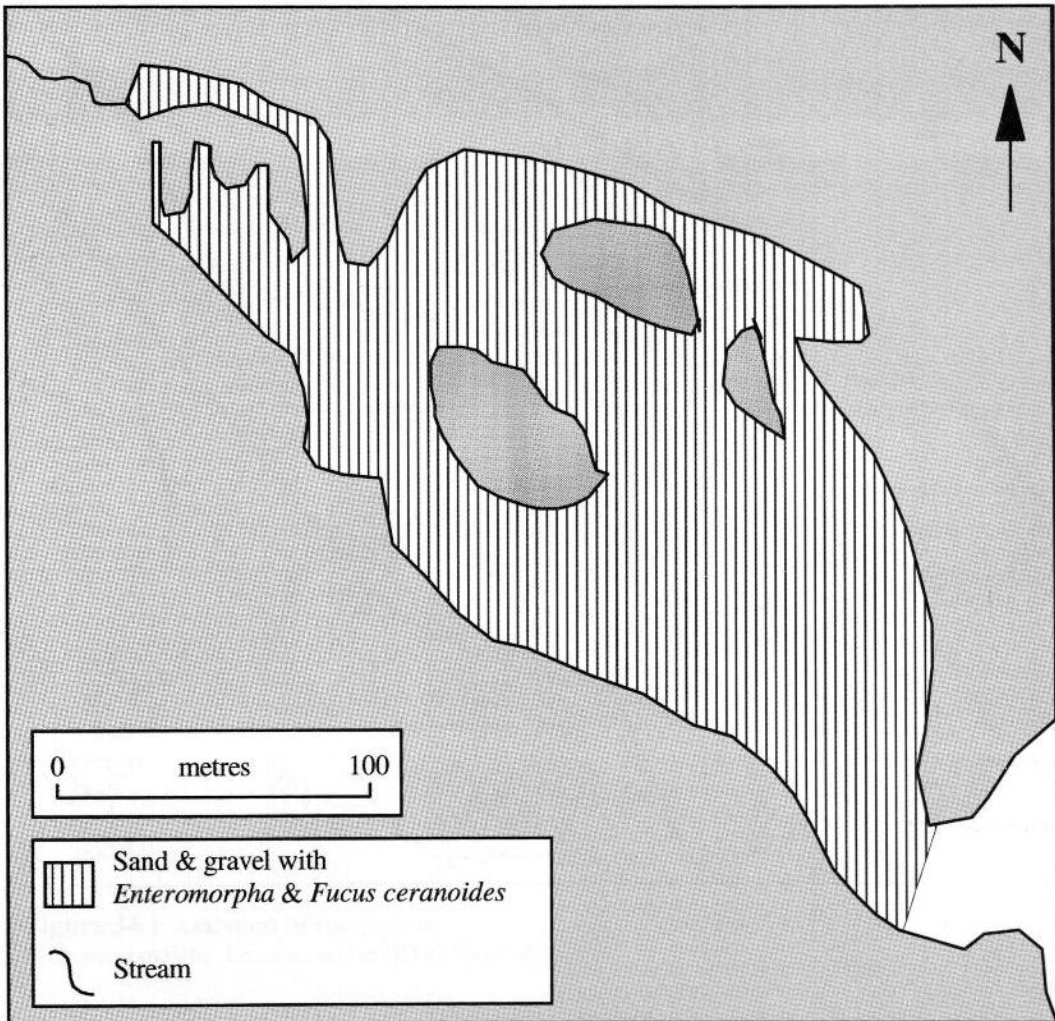 N
0 metres 100
Sand & gravel with
Enteromorpha & Fucus ceranoides
Stream